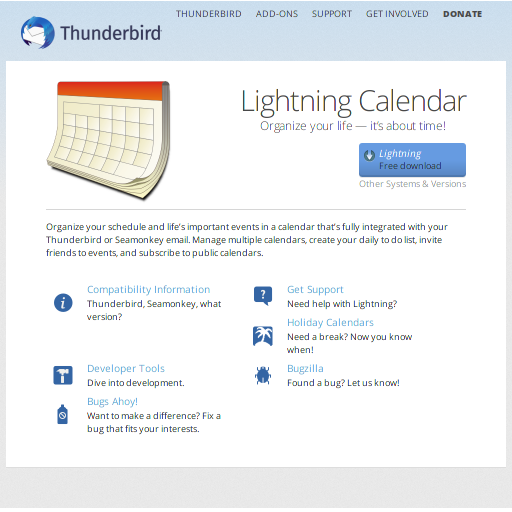 THUNDERBIRD ADD-ONS SUPPORT GET INVOLVED DONATE
Thunderbird
Lightning Calendar
Organize your life — it's about time!
Lightning
Free download
Other Systems & Versions
Organize your schedule and life's important events in a calendar that's fully integrated with your
Thunderbird or Seamonkey email. Manage multiple calendars, create your daily to do list, invite
friends to events, and subscribe to public calendars.
Compatibility Information
Thunderbird, Seamonkey, what
version?
Get Support
Need help with Lightning?
Holiday Calendars
Need a break? Now you know
when!
Developer Tools
Dive into development.
Bugzilla
Found a bug? Let us know!
Bugs Ahoy!
Want to make a difference? Fix a
bug that fits your interests.